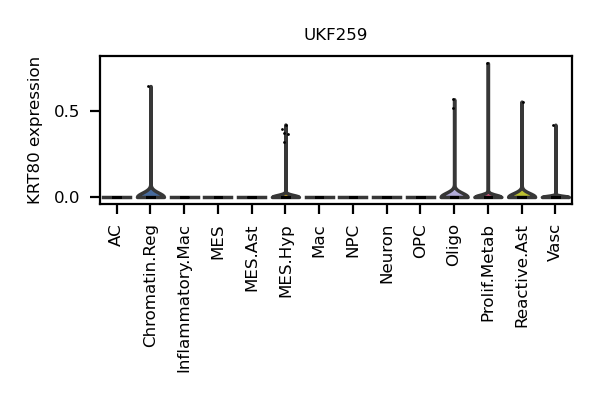 UKF259
KRT80 expression
0.5
0.0
AC
Chromatin.Reg
Inflammatory.Mac
MES
MES.Ast
MES.Hyp
Mac
NPC
Neuron
OPC
Oligo
Prolif.Metab
Reactive.Ast
Vasc